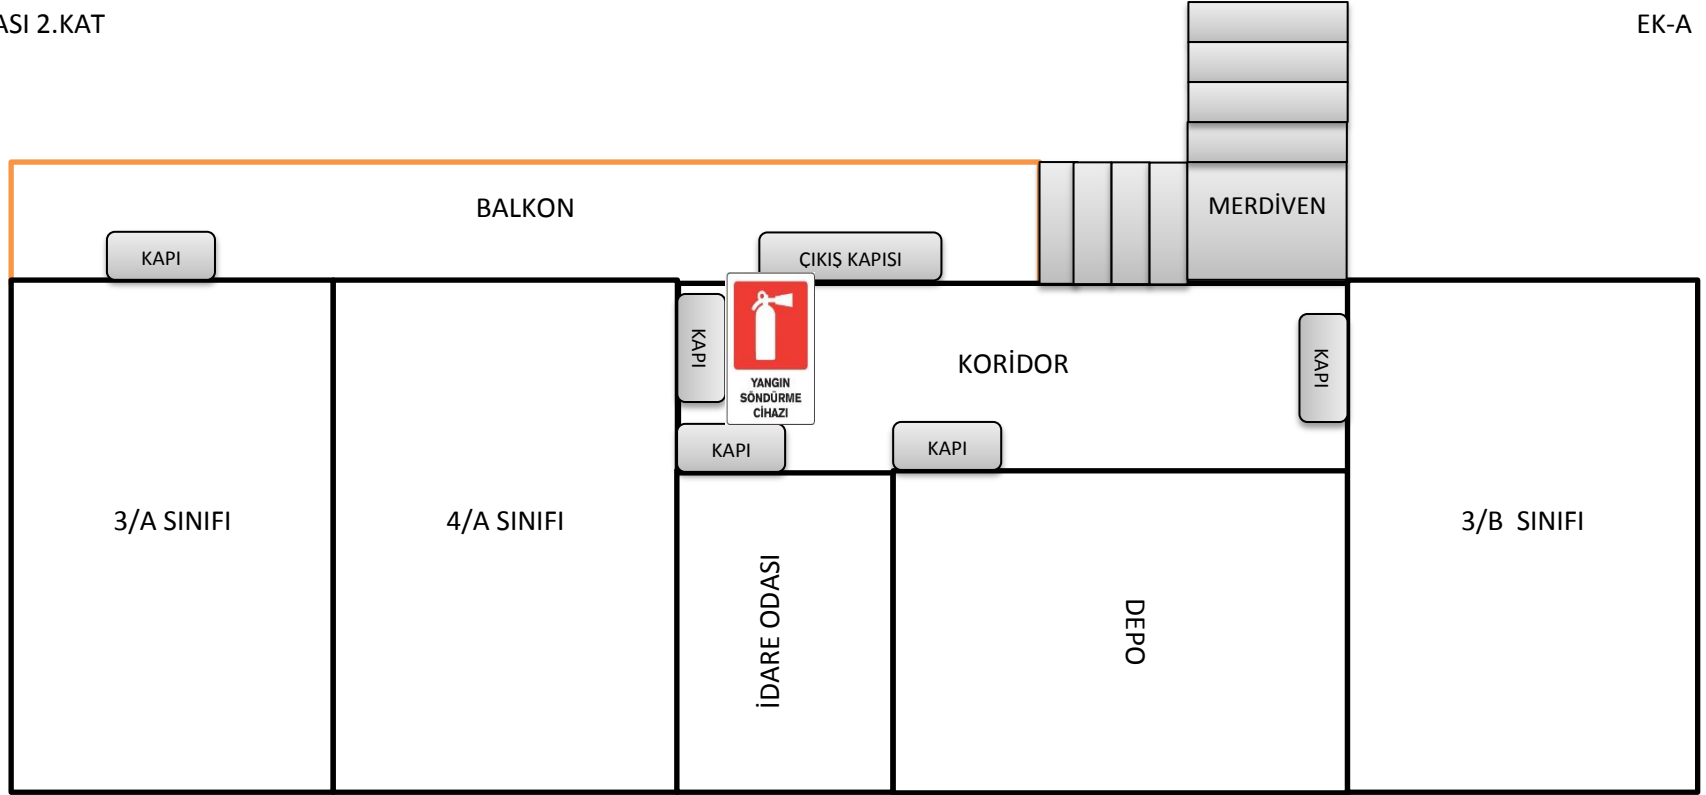 ASI 2.KAT
EK-A
BALKON
MERDİVEN
KAPI
ÇIKIŞ KAPISI
KAPI
YANGIN
SÖNDÜRME
CİHAZI
KORİDOR
KAPI
KAPI
KAPI
3/A SINIFI
4/A SINIFI
İDARE ODASI
DEPO
3/B SINIFI